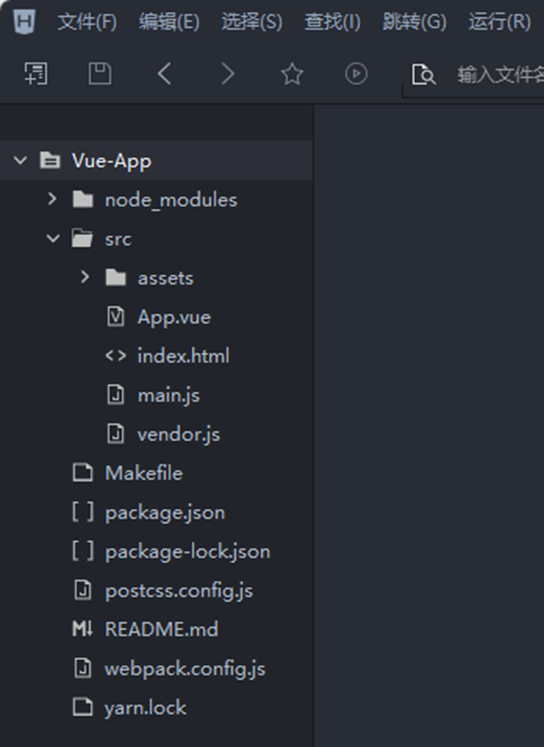 文件(F) 编辑(E) 选择(S) 查找(I) 跳转(G) 运行(R)
输入文件名
Vue-App
node_modules
src
assets
App.vue
index.html
main.js
vendor.js
Makefile
package.json
package-lock.json
postcss.config.js
README.md
webpack.config.js
yarn.lock